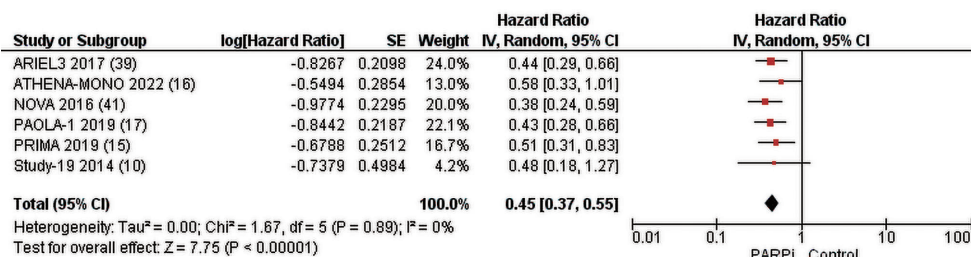 Hazard Ratio Hazard Ratio
Study or Subgroup log[Hazard Ratio] SE Weight IV, Random, 95% CI IV, Random, 95% CI
ARIEL3 2017 (39) -0.8267 0.2098 24.0% 0.44 [0.29, 0.66]
ATHENA-MONO 2022 (16) -0.5494 0.2854 13.0% 0.58 [0.33, 1.01]
NOVA 2016 (41) -0.9774 0.2295 20.0% 0.38 [0.24, 0.59]
PAOLA-1 2019 (17) -0.8442 0.2187 22.1% 0.43 [0.28, 0.66]
PRIMA 2019 (15) -0.6788 0.2512 16.7% 0.51 [0.31, 0.83]
Study-19 2014 (10) -0.7379 0.4984 4.2% 0.48 [0.18, 1.27]
Total (95% CI) 100.0% 0.45 [0.37, 0.55]
Heterogeneity: Tau² = 0.00; Chi² = 1.67, df = 5 (P = 0.89); I² = 0%
Test for overall effect: Z = 7.75 (P < 0.00001)
0.01 0.1 1 10 100
PARPi Control